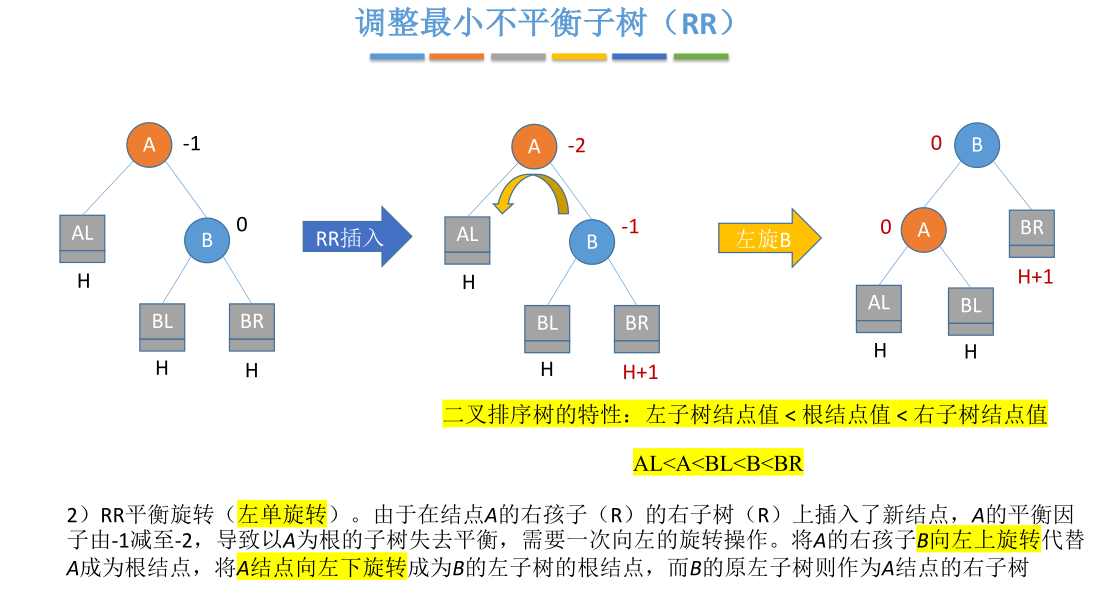 调整最小不平衡子树（RR）
A -1
B 0
AL
H
BL
H
BR
H
RR插入
A -2
B -1
AL
H
BL
H
BR
H+1
左旋B
0 B
0 A
BR
H+1
AL
H
BL
H
二叉排序树的特性：左子树结点值 < 根结点值 < 右子树结点值
AL<A<BL<B<BR
2）RR平衡旋转（左单旋转）。由于在结点A的右孩子（R）的右子树（R）上插入了新结点，A的平衡因
子由-1减至-2，导致以A为根的子树失去平衡，需要一次向左的旋转操作。将A的右孩子B向左上旋转代替
A成为根结点，将A结点向左下旋转成为B的左子树的根结点，而B的原左子树则作为A结点的右子树